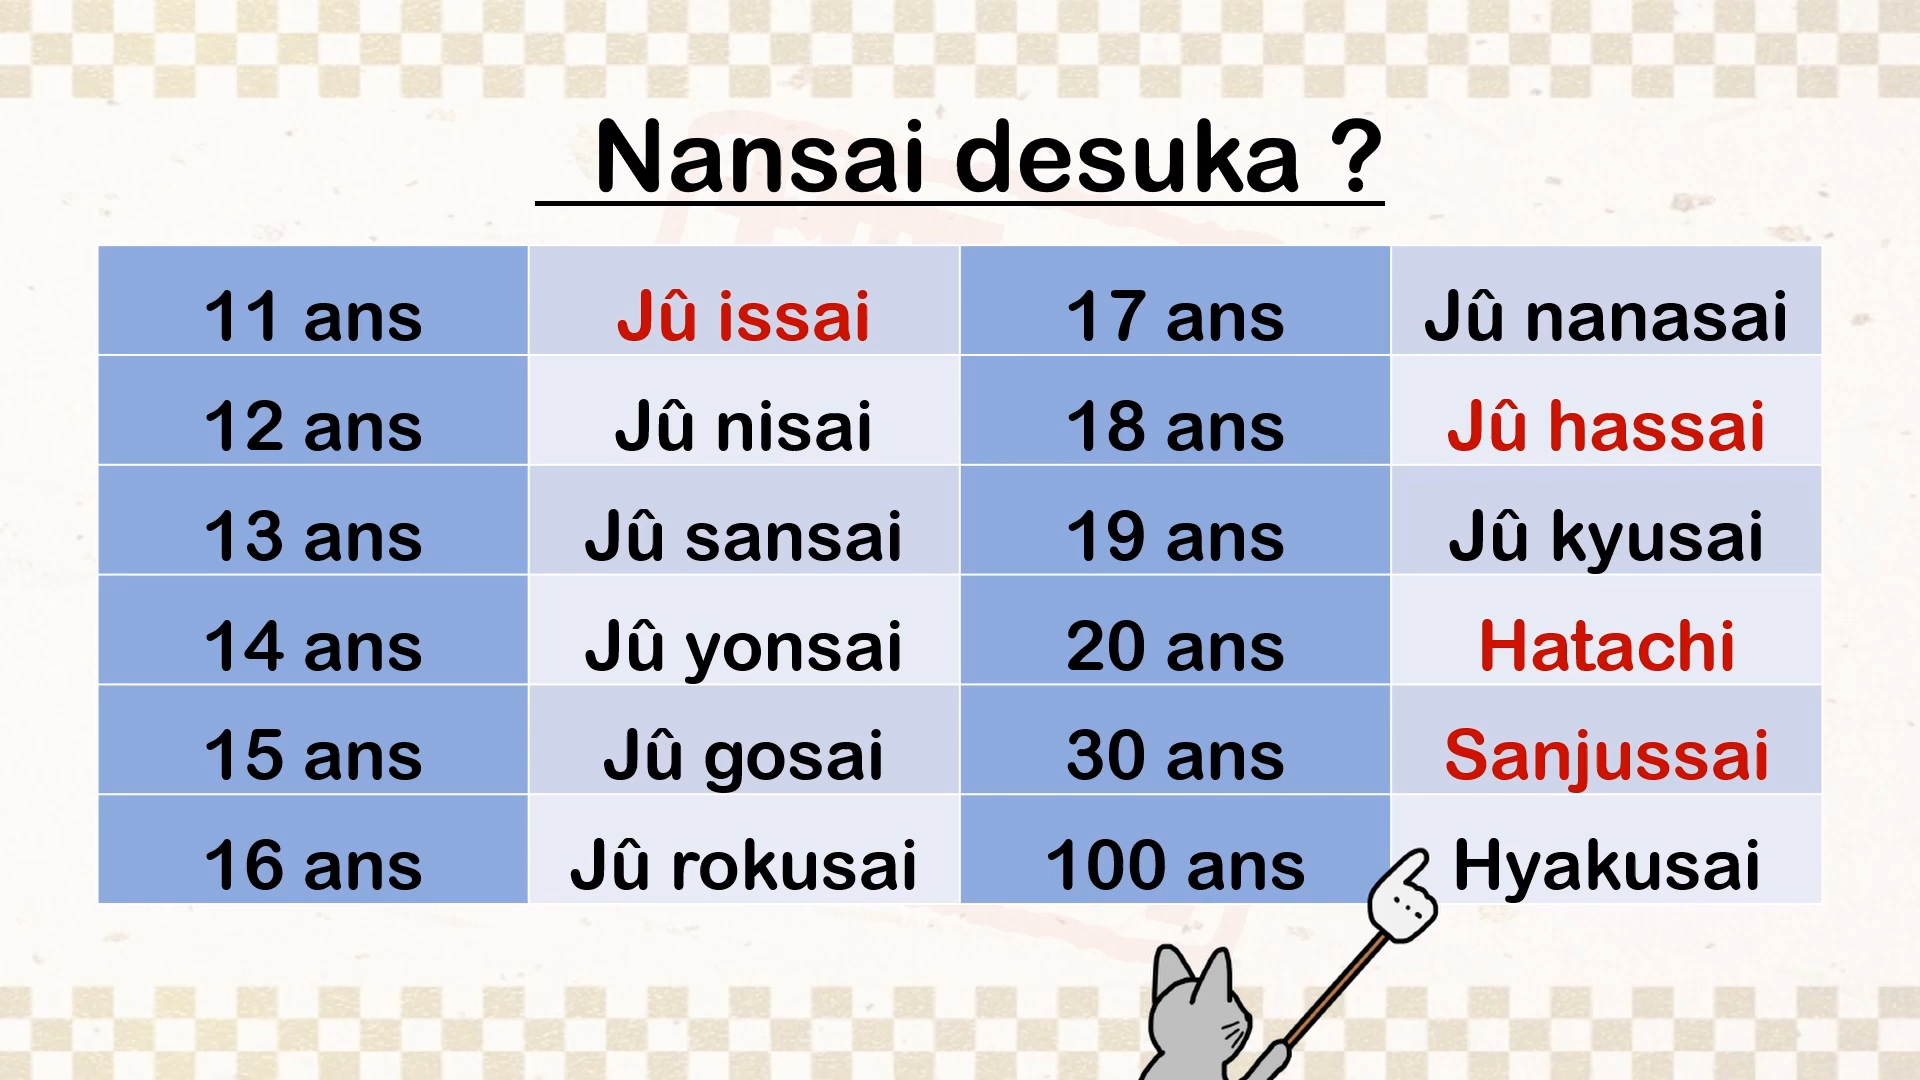 Nansai desuka ?
11 ans Jû issai 17 ans Jû nanasai
12 ans Jû nisai 18 ans Jû hassai
13 ans Jû sansai 19 ans Jû kyusai
14 ans Jû yonsai 20 ans Hatachi
15 ans Jû gosai 30 ans Sanjussai
16 ans Jû rokusai 100 ans Hyakusai